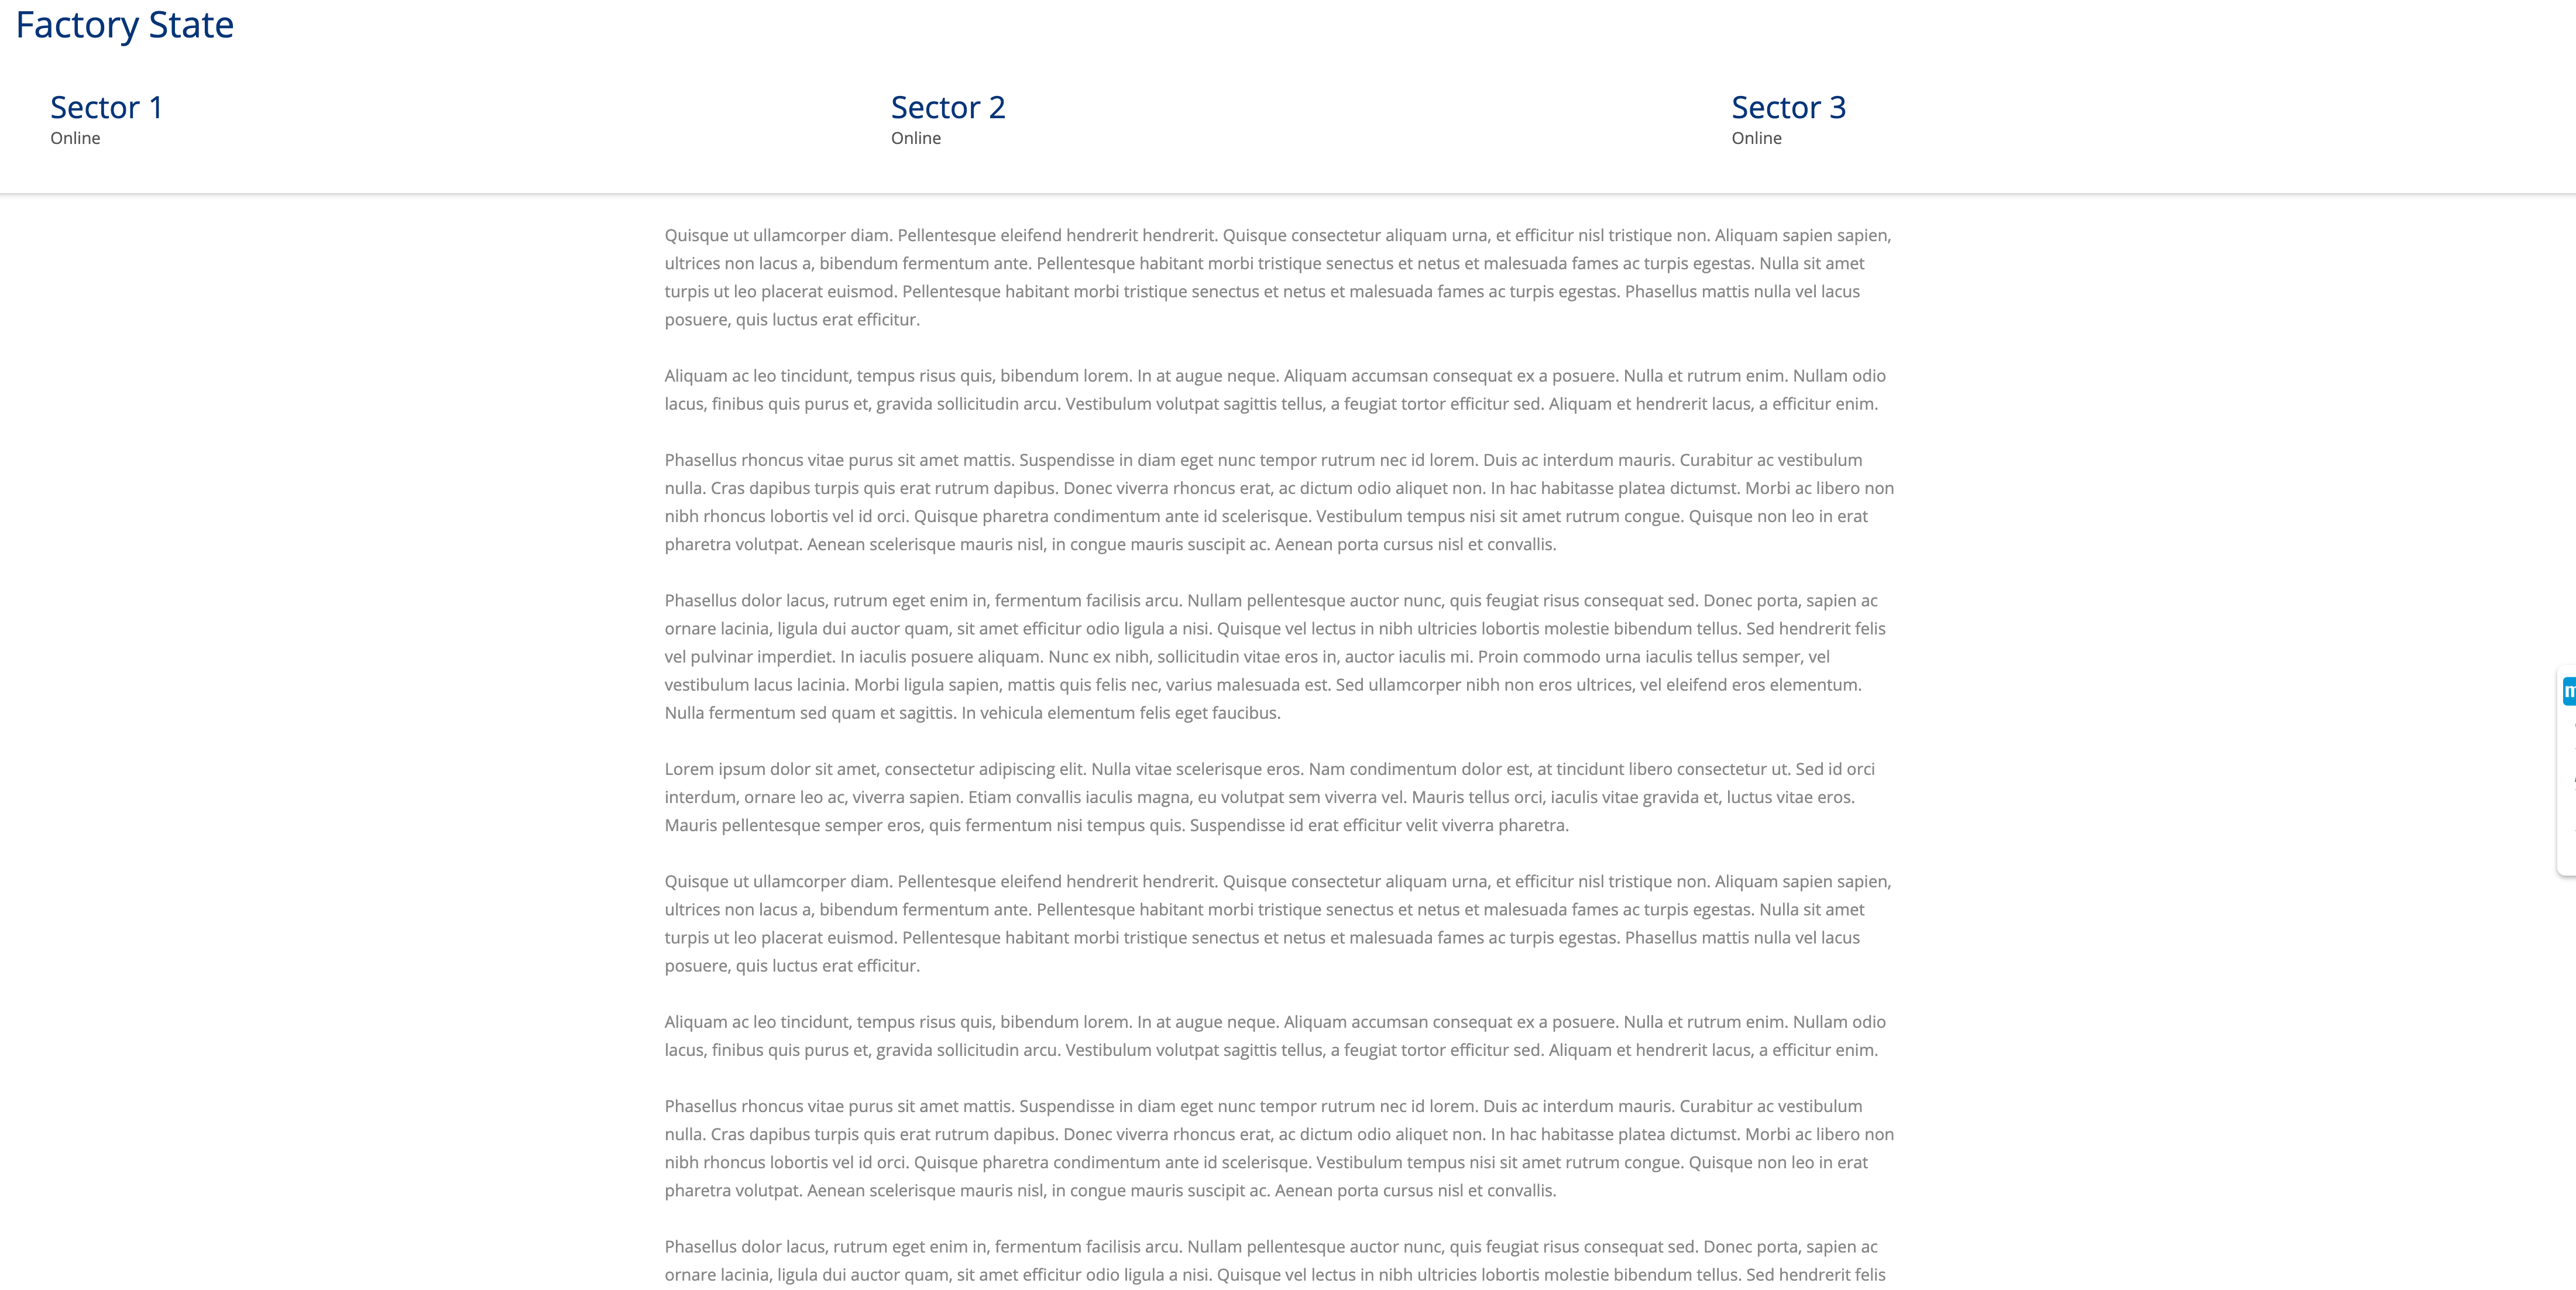 Factory State
Sector 1
Online
Sector 2
Online
Sector 3
Online
Quisque ut ullamcorper diam. Pellentesque eleifend hendrerit hendrerit. Quisque consectetur aliquam urna, et efficitur nisl tristique non. Aliquam sapien sapien,
ultrices non lacus a, bibendum fermentum ante. Pellentesque habitant morbi tristique senectus et netus et malesuada fames ac turpis egestas. Nulla sit amet
turpis ut leo placerat euismod. Pellentesque habitant morbi tristique senectus et netus et malesuada fames ac turpis egestas. Phasellus mattis nulla vel lacus
posuere, quis luctus erat efficitur.
Aliquam ac leo tincidunt, tempus risus quis, bibendum lorem. In at augue neque. Aliquam accumsan consequat ex a posuere. Nulla et rutrum enim. Nullam odio
lacus, finibus quis purus et, gravida sollicitudin arcu. Vestibulum volutpat sagittis tellus, a feugiat tortor efficitur sed. Aliquam et hendrerit lacus, a efficitur enim.
Phasellus rhoncus vitae purus sit amet mattis. Suspendisse in diam eget nunc tempor rutrum nec id lorem. Duis ac interdum mauris. Curabitur ac vestibulum
nulla. Cras dapibus turpis quis erat rutrum dapibus. Donec viverra rhoncus erat, ac dictum odio aliquet non. In hac habitasse platea dictumst. Morbi ac libero non
nibh rhoncus lobortis vel id orci. Quisque pharetra condimentum ante id scelerisque. Vestibulum tempus nisi sit amet rutrum congue. Quisque non leo in erat
pharetra volutpat. Aenean scelerisque mauris nisl, in congue mauris suscipit ac. Aenean porta cursus nisl et convallis.
Phasellus dolor lacus, rutrum eget enim in, fermentum facilisis arcu. Nullam pellentesque auctor nunc, quis feugiat risus consequat sed. Donec porta, sapien ac
ornare lacinia, ligula dui auctor quam, sit amet efficitur odio ligula a nisi. Quisque vel lectus in nibh ultricies lobortis molestie bibendum tellus. Sed hendrerit felis
vel pulvinar imperdiet. In iaculis posuere aliquam. Nunc ex nibh, sollicitudin vitae eros in, auctor iaculis mi. Proin commodo urna iaculis tellus semper, vel
vestibulum lacus lacinia. Morbi ligula sapien, mattis quis felis nec, varius malesuada est. Sed ullamcorper nibh non eros ultrices, vel eleifend eros elementum.
Nulla fermentum sed quam et sagittis. In vehicula elementum felis eget faucibus.
Lorem ipsum dolor sit amet, consectetur adipiscing elit. Nulla vitae scelerisque eros. Nam condimentum dolor est, at tincidunt libero consectetur ut. Sed id orci
interdum, ornare leo ac, viverra sapien. Etiam convallis iaculis magna, eu volutpat sem viverra vel. Mauris tellus orci, iaculis vitae gravida et, luctus vitae eros.
Mauris pellentesque semper eros, quis fermentum nisi tempus quis. Suspendisse id erat efficitur velit viverra pharetra.
Quisque ut ullamcorper diam. Pellentesque eleifend hendrerit hendrerit. Quisque consectetur aliquam urna, et efficitur nisl tristique non. Aliquam sapien sapien,
ultrices non lacus a, bibendum fermentum ante. Pellentesque habitant morbi tristique senectus et netus et malesuada fames ac turpis egestas. Nulla sit amet
turpis ut leo placerat euismod. Pellentesque habitant morbi tristique senectus et netus et malesuada fames ac turpis egestas. Phasellus mattis nulla vel lacus
posuere, quis luctus erat efficitur.
Aliquam ac leo tincidunt, tempus risus quis, bibendum lorem. In at augue neque. Aliquam accumsan consequat ex a posuere. Nulla et rutrum enim. Nullam odio
lacus, finibus quis purus et, gravida sollicitudin arcu. Vestibulum volutpat sagittis tellus, a feugiat tortor efficitur sed. Aliquam et hendrerit lacus, a efficitur enim.
Phasellus rhoncus vitae purus sit amet mattis. Suspendisse in diam eget nunc tempor rutrum nec id lorem. Duis ac interdum mauris. Curabitur ac vestibulum
nulla. Cras dapibus turpis quis erat rutrum dapibus. Donec viverra rhoncus erat, ac dictum odio aliquet non. In hac habitasse platea dictumst. Morbi ac libero non
nibh rhoncus lobortis vel id orci. Quisque pharetra condimentum ante id scelerisque. Vestibulum tempus nisi sit amet rutrum congue. Quisque non leo in erat
pharetra volutpat. Aenean scelerisque mauris nisl, in congue mauris suscipit ac. Aenean porta cursus nisl et convallis.
Phasellus dolor lacus, rutrum eget enim in, fermentum facilisis arcu. Nullam pellentesque auctor nunc, quis feugiat risus consequat sed. Donec porta, sapien ac
ornare lacinia, ligula dui auctor quam, sit amet efficitur odio ligula a nisi. Quisque vel lectus in nibh ultricies lobortis molestie bibendum tellus. Sed hendrerit felis